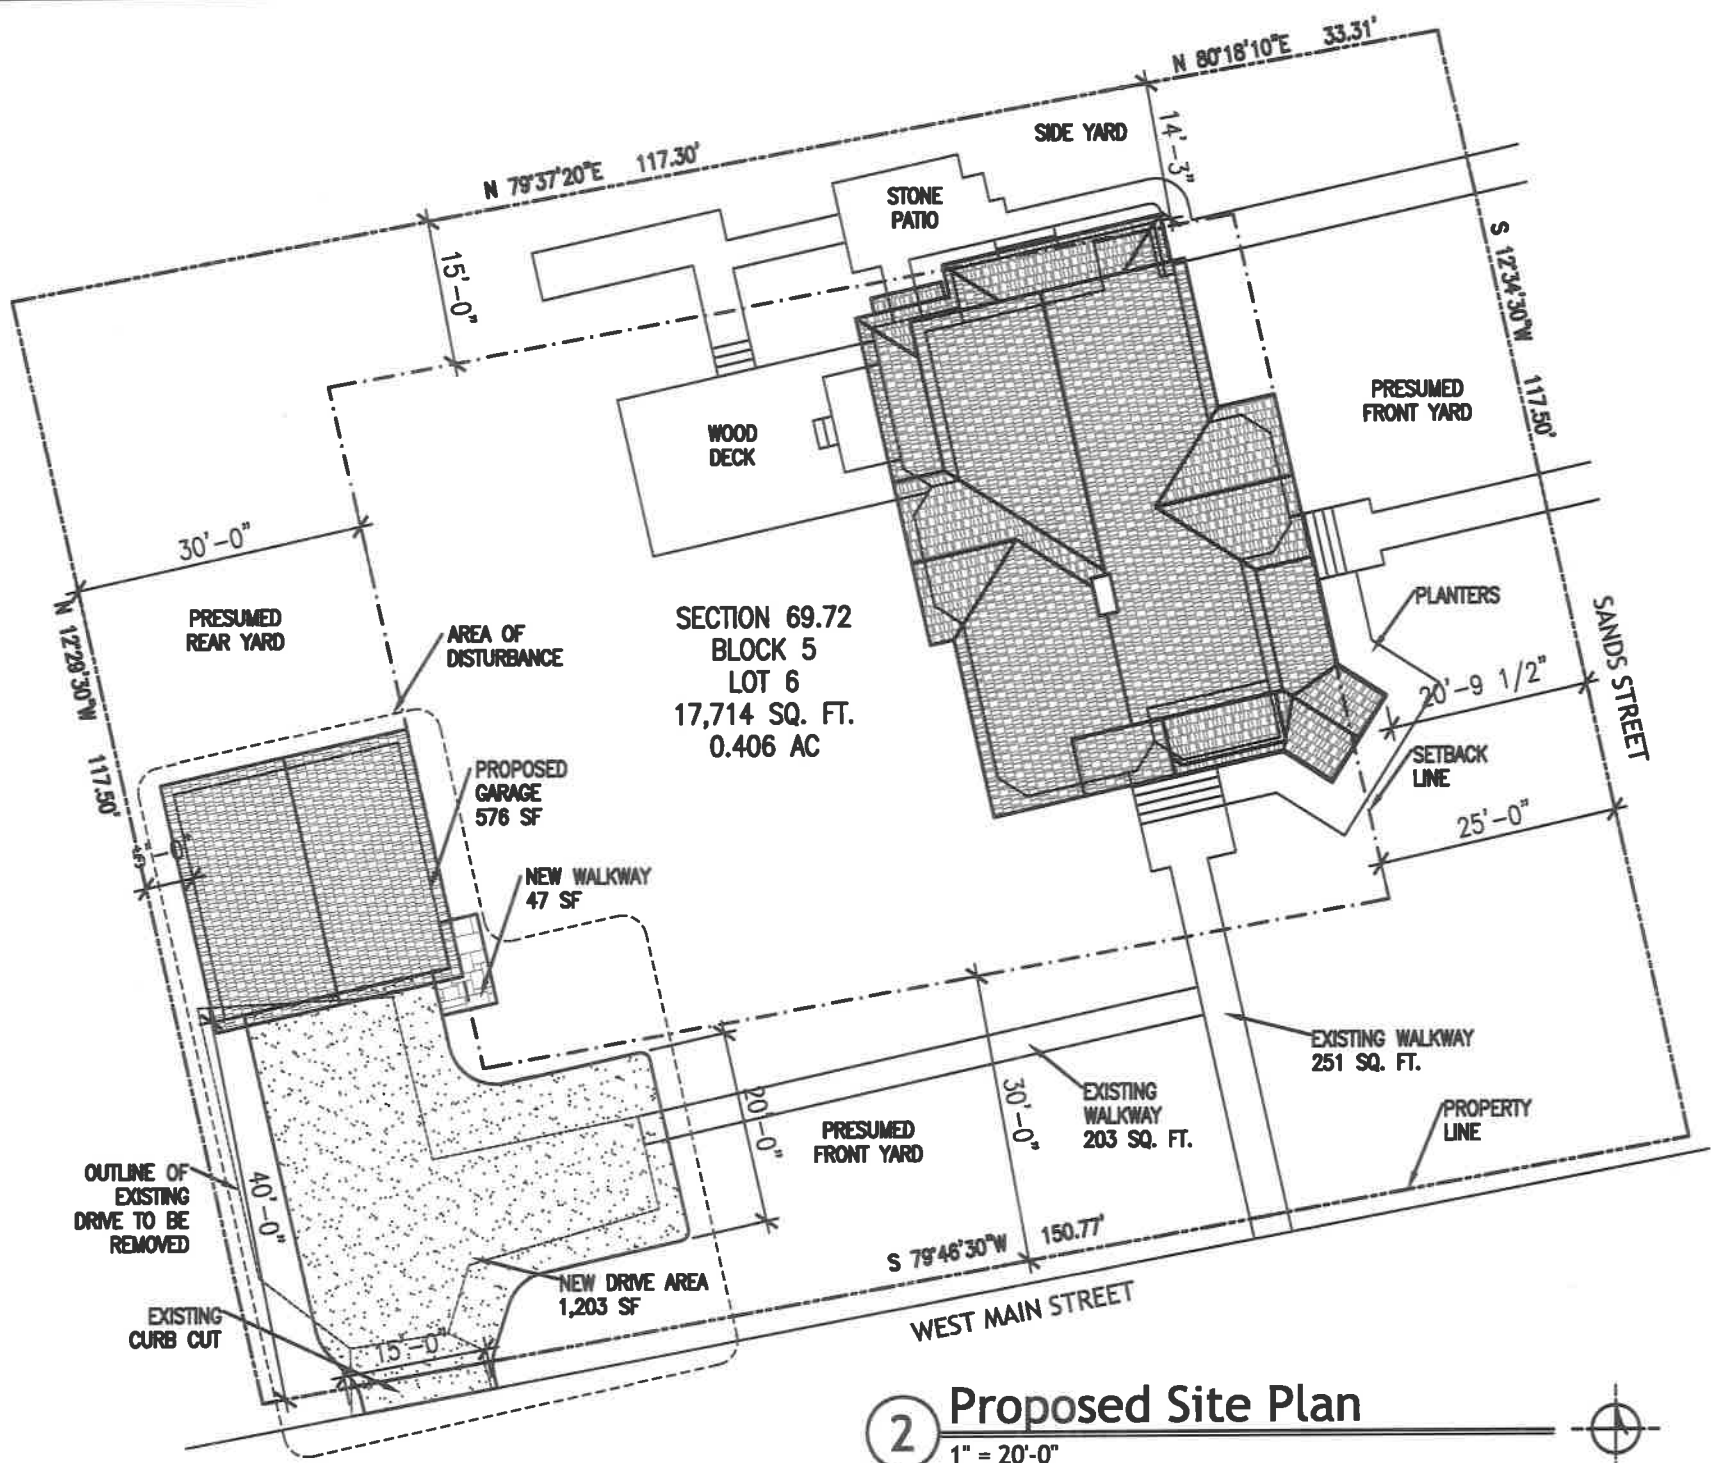 N 80°18'10"E 33.31'
N 79°37'20"E 117.30'
SIDE YARD
14'-3"
STONE
PATIO
15'-0"
S 12°34'30"W 117.50'
PRESUMED
FRONT YARD
WOOD
DECK
30'-0"
PRESUMED
REAR YARD
N 12°29'30"W 117.50'
AREA OF
DISTURBANCE
SECTION 69.72
BLOCK 5
LOT 6
17,714 SQ. FT.
0.406 AC
PLANTERS
SANDS STREET
20'-9 1/2"
SETBACK
LINE
25'-0"
PROPOSED
GARAGE
576 SF
NEW WALKWAY
47 SF
EXISTING WALKWAY
251 SQ. FT.
EXISTING
WALKWAY
203 SQ. FT.
30'-0"
20'-0"
PRESUMED
FRONT YARD
PROPERTY
LINE
OUTLINE OF
EXISTING
DRIVE TO BE
REMOVED
40'-0"
NEW DRIVE AREA
1,203 SF
EXISTING
CURB CUT
15'-0"
S 79°46'30"W 150.77'
WEST MAIN STREET
2 Proposed Site Plan
1" = 20'-0"